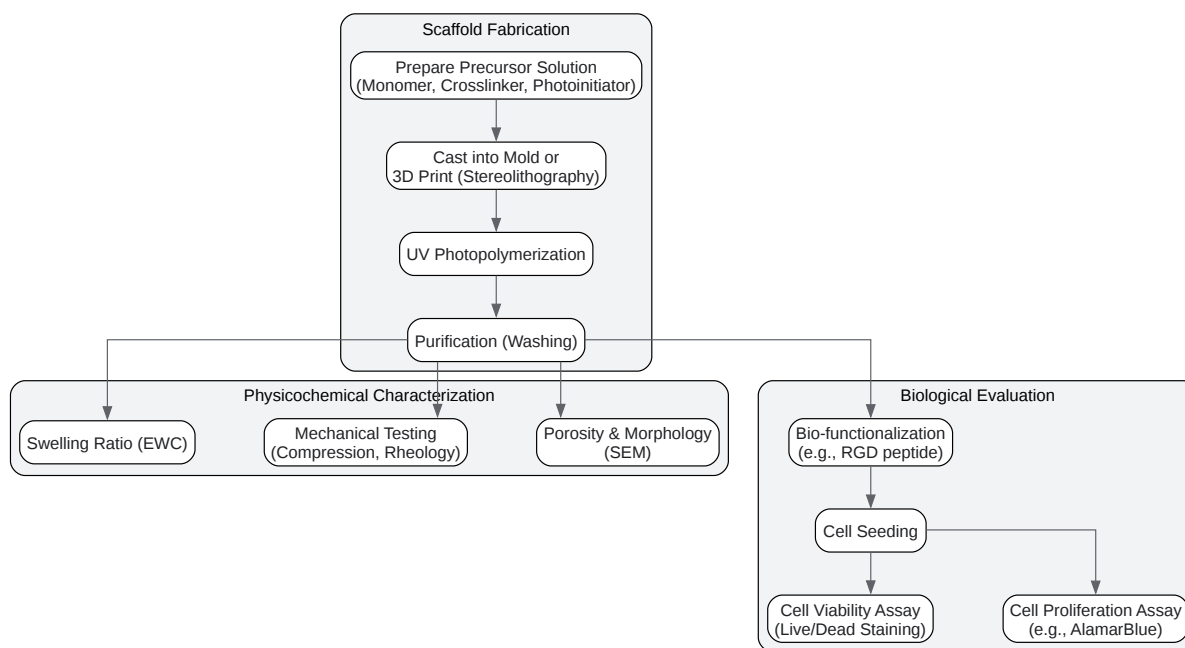 Scaffold Fabrication
Prepare Precursor Solution
(Monomer, Crosslinker, Photoinitiator)
Cast into Mold or
3D Print (Stereolithography)
UV Photopolymerization
Purification (Washing)
Physicochemical Characterization
Swelling Ratio (EWC)
Mechanical Testing
(Compression, Rheology)
Porosity & Morphology
(SEM)
Biological Evaluation
Bio-functionalization
(e.g., RGD peptide)
Cell Seeding
Cell Viability Assay
(Live/Dead Staining)
Cell Proliferation Assay
(e.g., AlamarBlue)